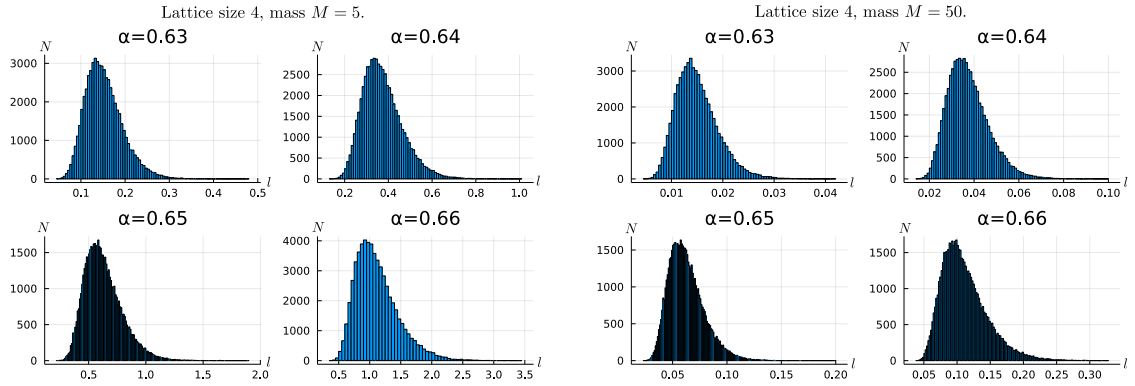 Lattice size 4, mass M = 5.
Lattice size 4, mass M = 50.
α=0.63
N
3000
2000
1000
0
0.1 0.2 0.3 0.4 0.5 l
α=0.64
N
2500
2000
1500
1000
500
0
0.2 0.4 0.6 0.8 1.0 l
α=0.63
N
3000
2000
1000
0
0.01 0.02 0.03 0.04 l
α=0.64
N
2500
2000
1500
1000
500
0
0.02 0.04 0.06 0.08 0.10 l
α=0.65
N
1500
1000
500
0
0.5 1.0 1.5 2.0 l
α=0.66
N
4000
3000
2000
1000
0
0.5 1.0 1.5 2.0 2.5 3.0 3.5 l
α=0.65
N
1500
1000
500
0
0.05 0.10 0.15 0.20 l
α=0.66
N
1500
1000
500
0
0.05 0.10 0.15 0.20 0.25 0.30 l